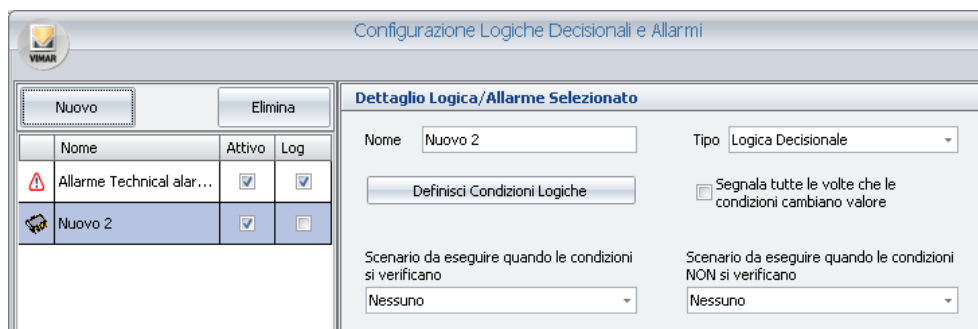 Configurazione Logiche Decisionali e Allarmi
VIMAR
Nuovo Elimina
Nome Attivo Log
Allarme Technical alar...
Nuovo 2
Dettaglio Logica/Allarme Selezionato
Nome Nuovo 2 Tipo Logica Decisionale
Definisci Condizioni Logiche
Segnala tutte le volte che le
condizioni cambiano valore
Scenario da eseguire quando le condizioni
si verificano
Nessuno
Scenario da eseguire quando le condizioni
NON si verificano
Nessuno